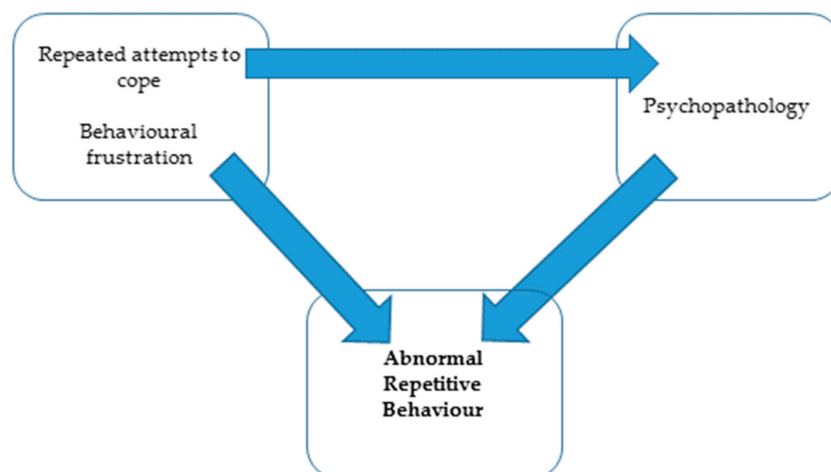 Repeated attempts to
cope
Behavioural
frustration
Psychopathology
Abnormal
Repetitive
Behaviour